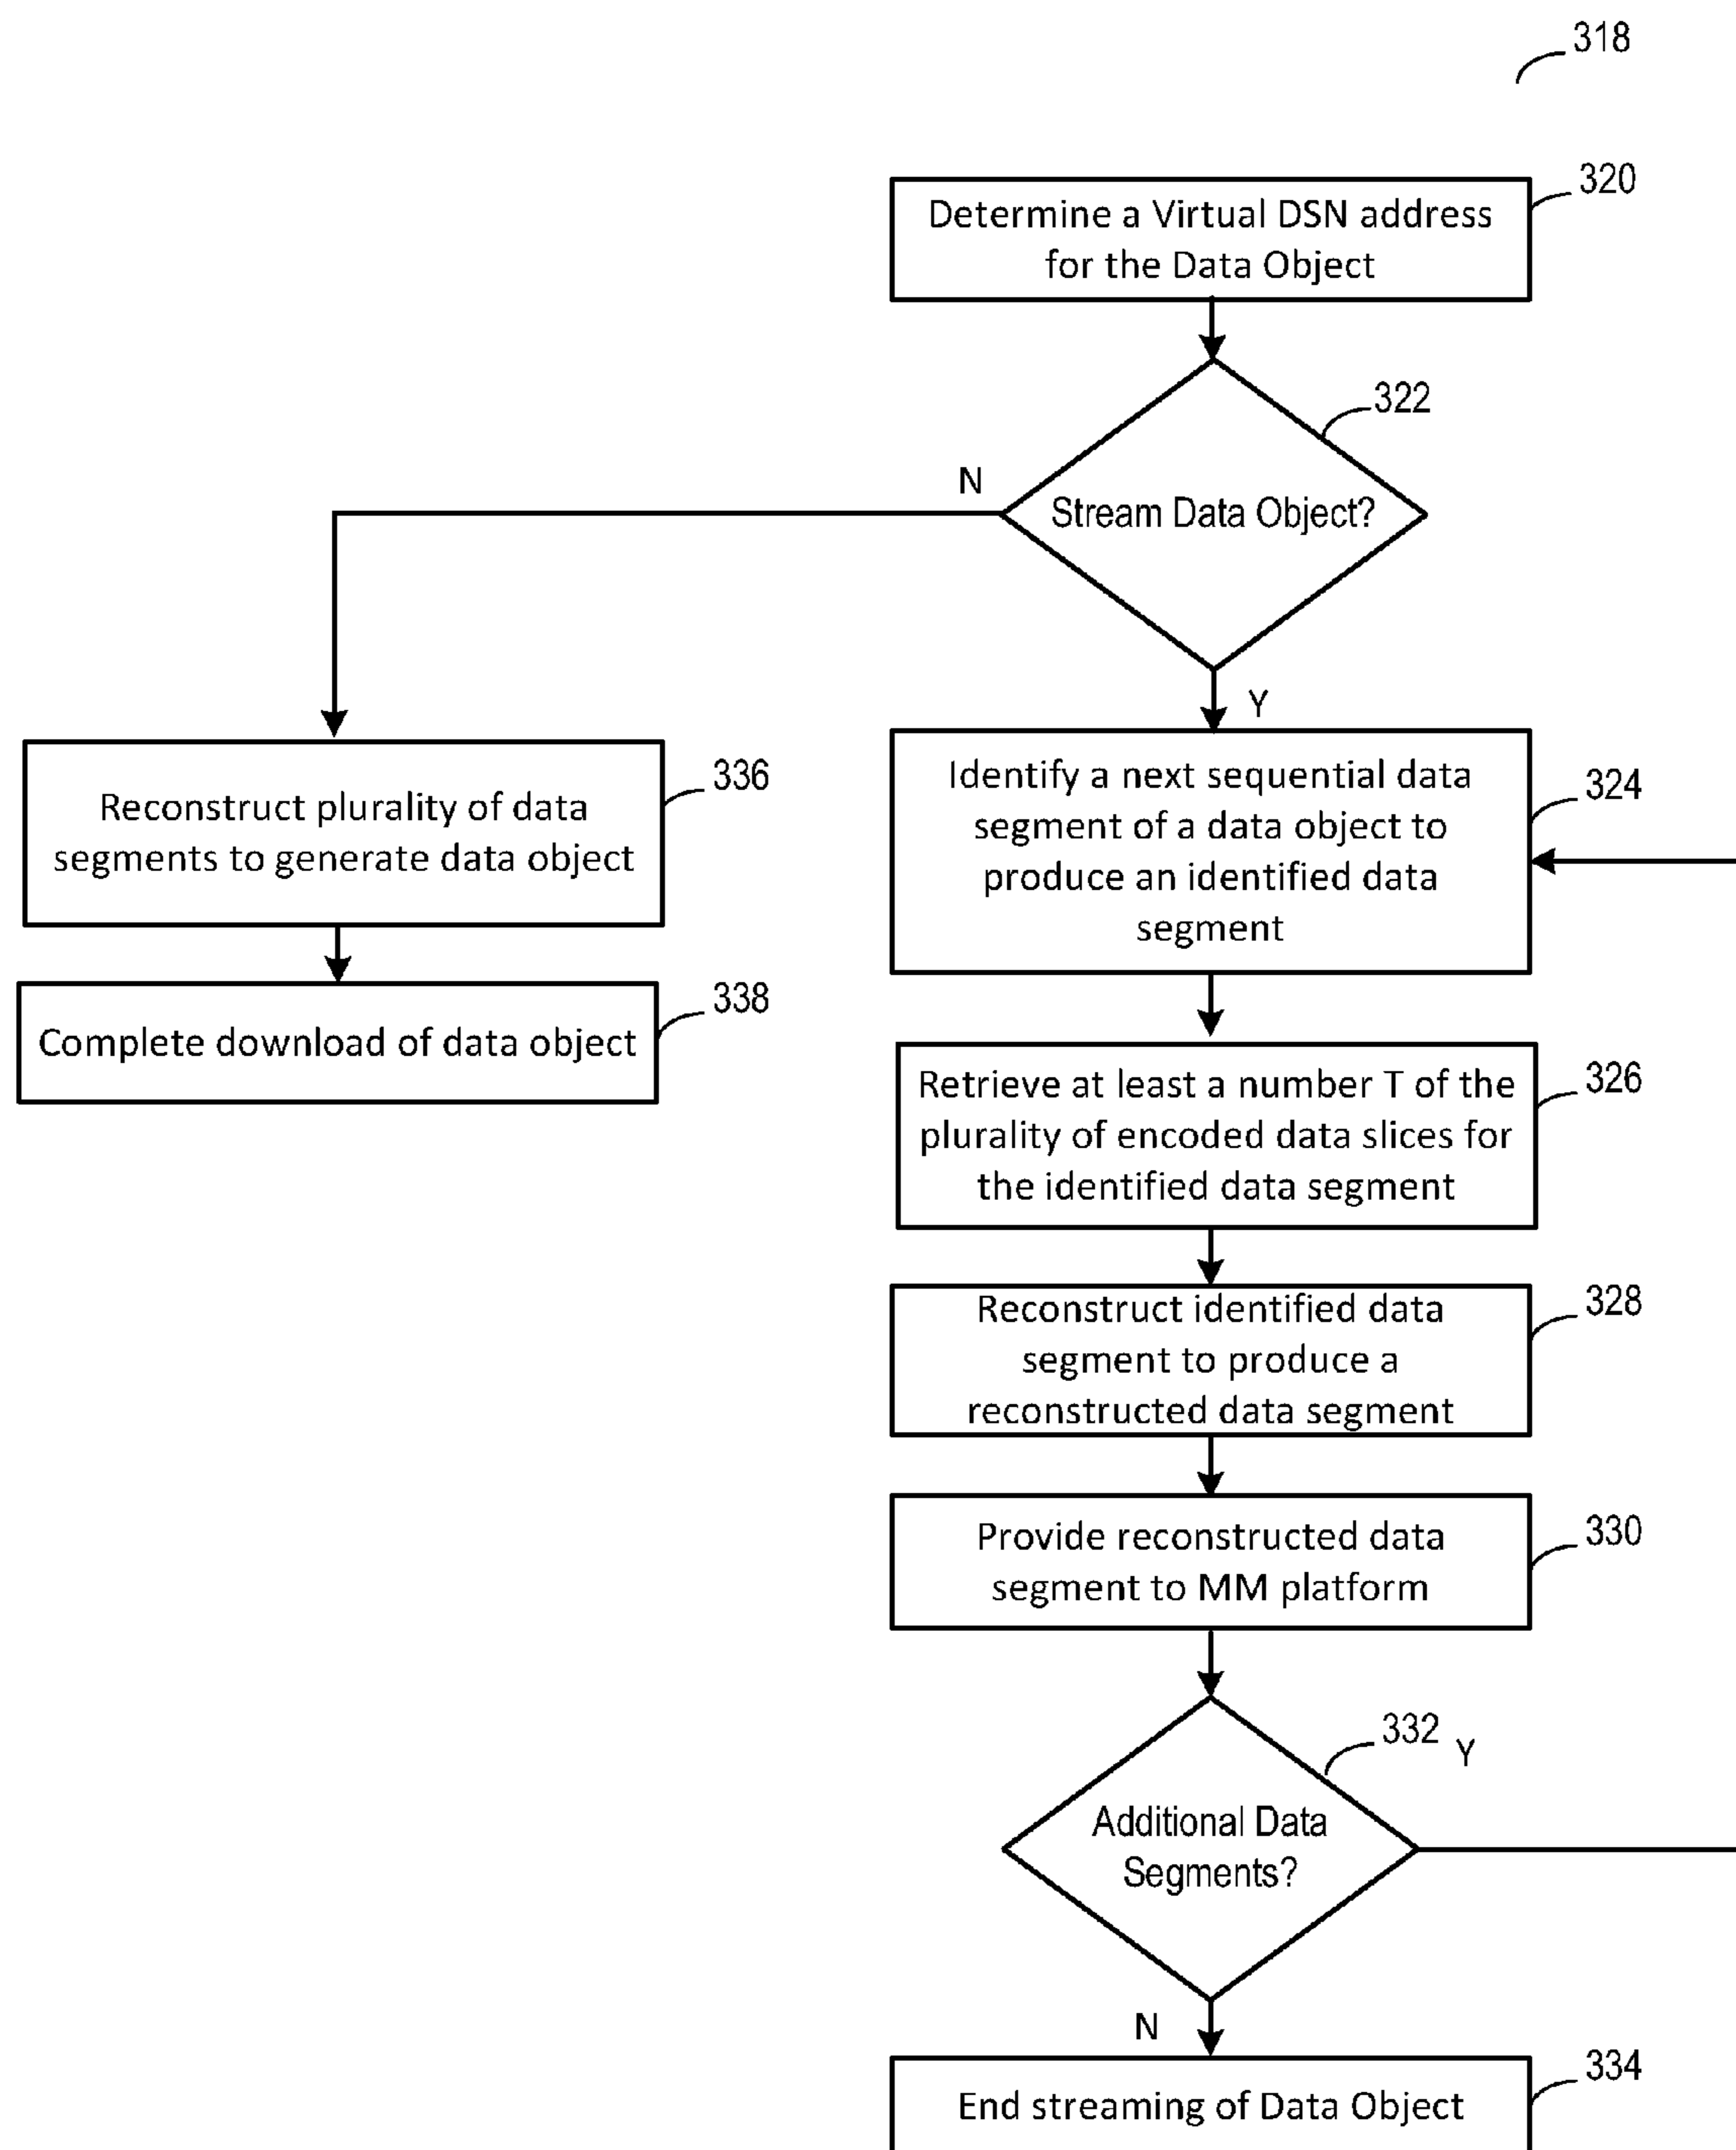 318
320
Determine a Virtual DSN address
for the Data Object
322
N
Stream Data Object?
Y
336
Reconstruct plurality of data
segments to generate data object
338
Complete download of data object
324
Identify a next sequential data
segment of a data object to
produce an identified data
segment
326
Retrieve at least a number T of the
plurality of encoded data slices for
the identified data segment
328
Reconstruct identified data
segment to produce a
reconstructed data segment
330
Provide reconstructed data
segment to MM platform
332
Y
Additional Data
Segments?
N
334
End streaming of Data Object